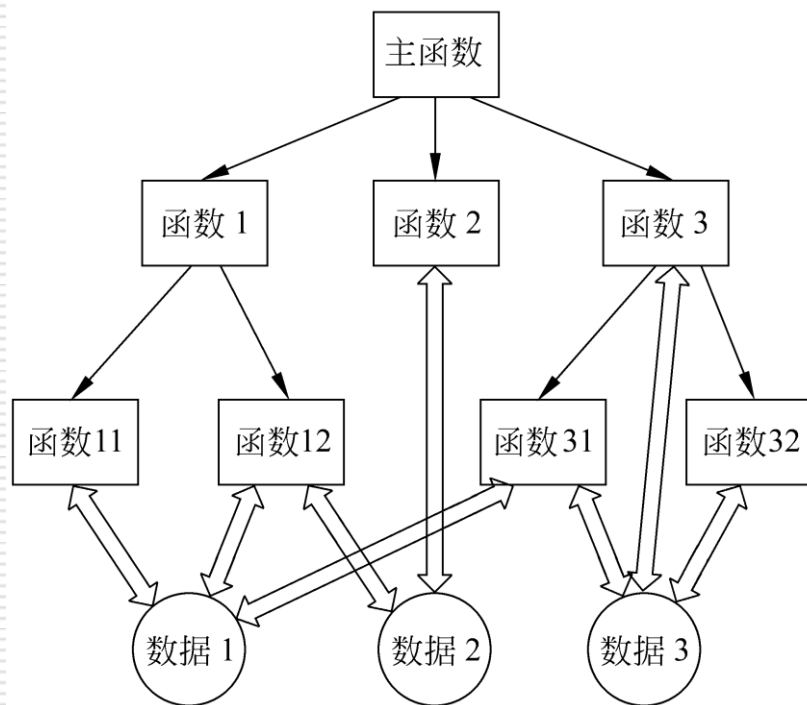 主函数
函数 1
函数 2
函数 3
函数11
函数12
函数31
函数32
数据 1
数据 2
数据 3